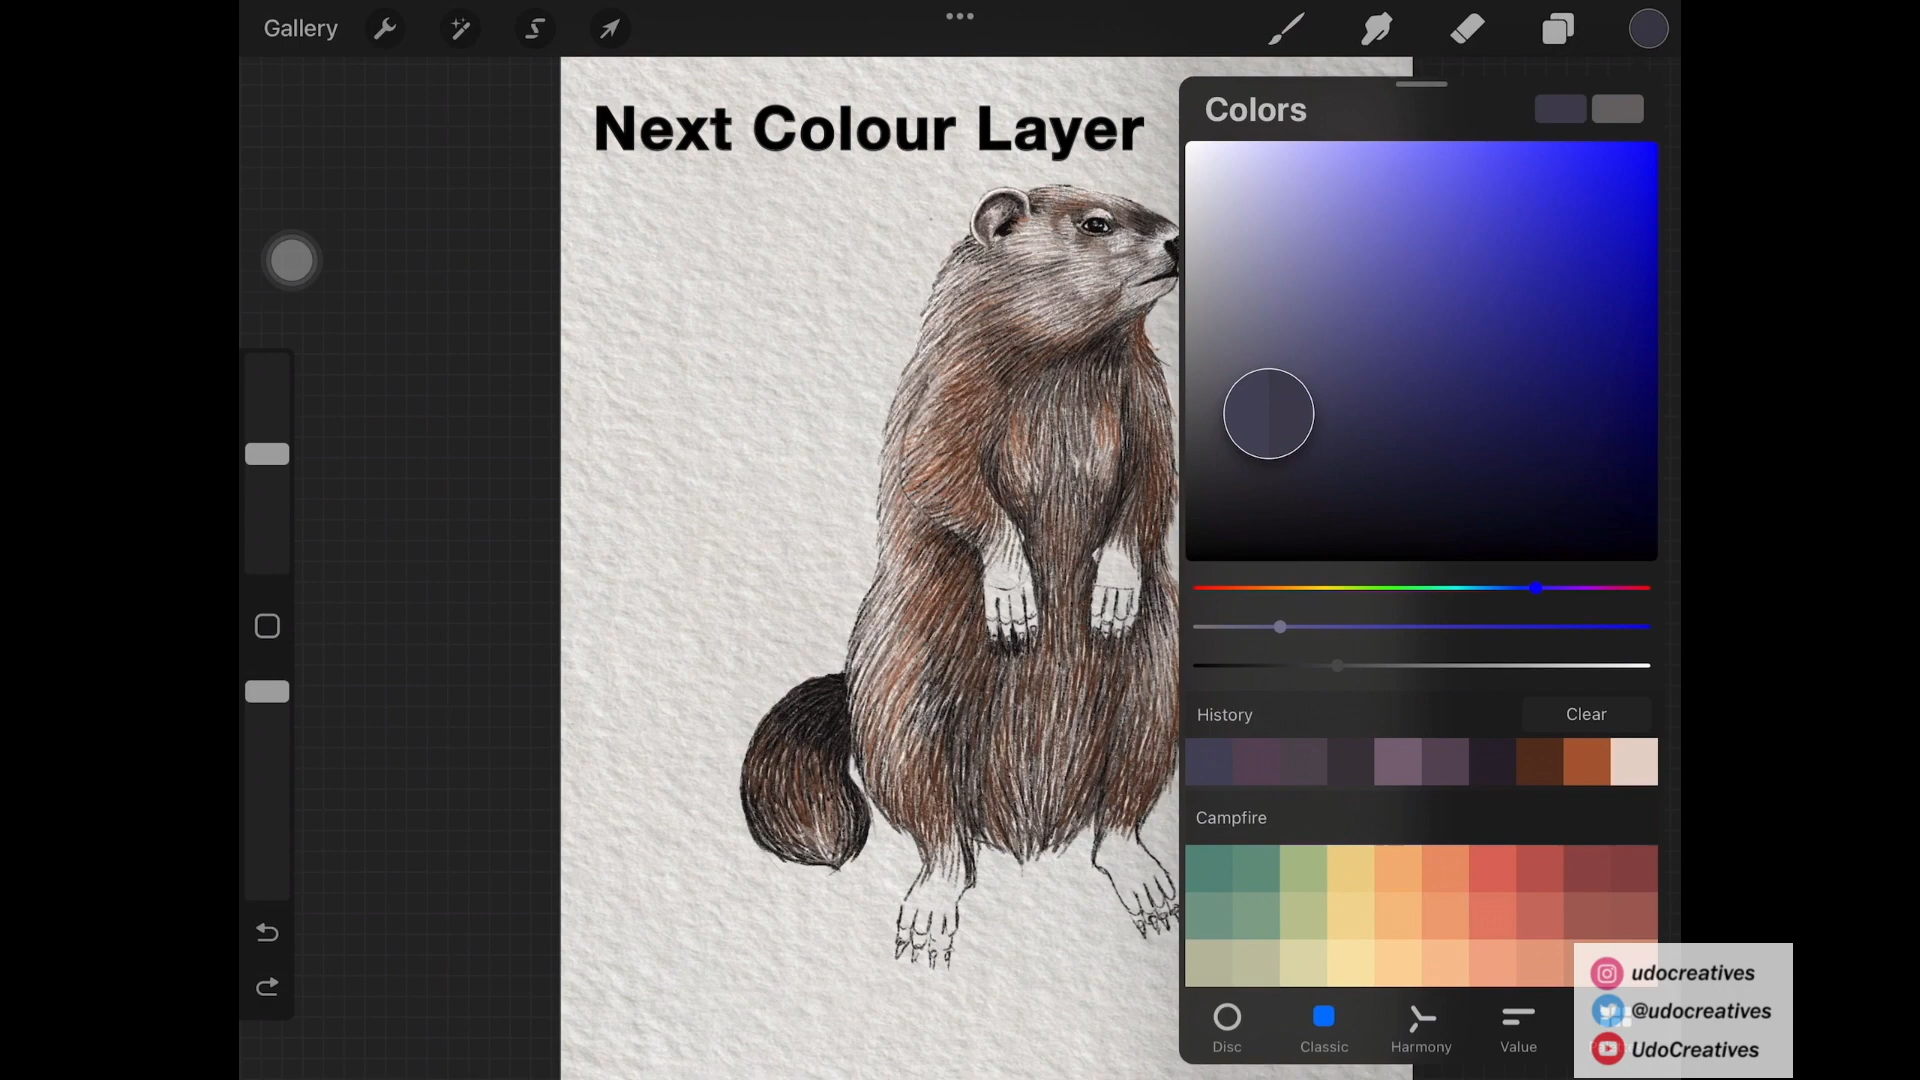 Gallery
Next Colour Layer
Colors
History
Clear
Campfire
Disc
Classic
Harmony
Value
udocreatives
@udocreatives
UdoCreatives